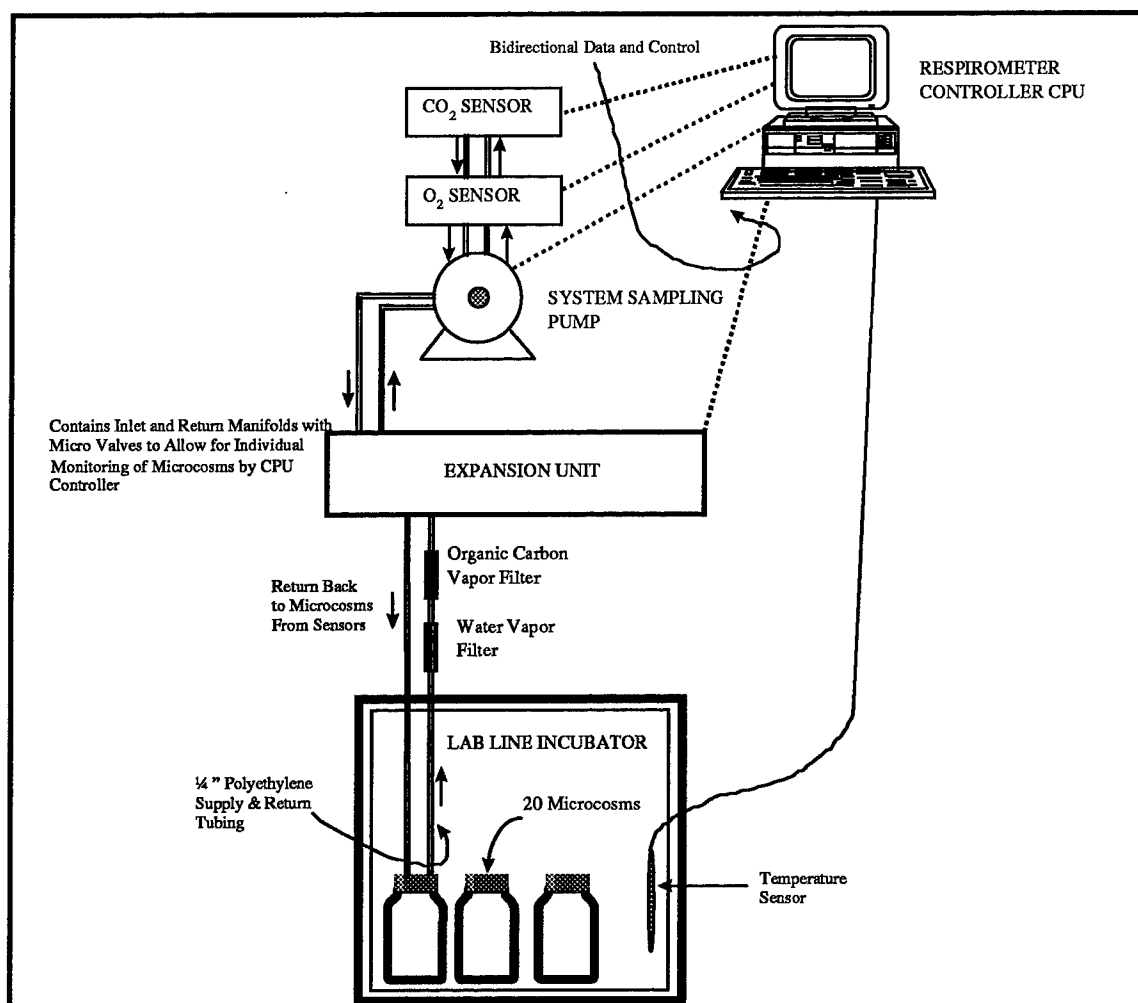 Bidirectional Data and Control
RESPIROMETER
CONTROLLER CPU
CO₂ SENSOR
O₂ SENSOR
SYSTEM SAMPLING
PUMP
Contains Inlet and Return Manifolds with
Micro Valves to Allow for Individual
Monitoring of Microcosms by CPU
Controller
EXPANSION UNIT
Organic Carbon
Vapor Filter
Return Back
to Microcosms
From Sensors
Water Vapor
Filter
LAB LINE INCUBATOR
¼ ” Polyethylene
Supply & Return
Tubing
20 Microcosms
Temperature
Sensor